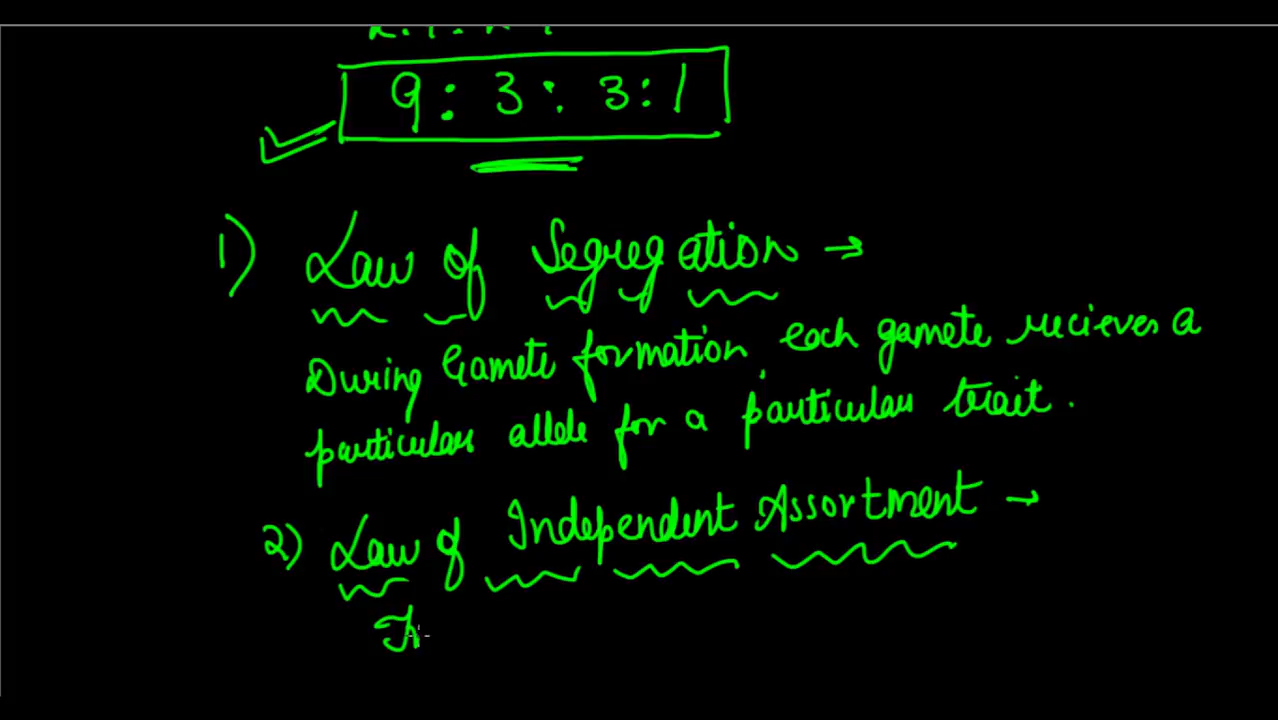 9 : 3 : 3 : 1
1) Law of Segregation →
During Gamete formation, each gamete recieves a
particular allele for a particular trait.
2) Law of Independent Assortment →